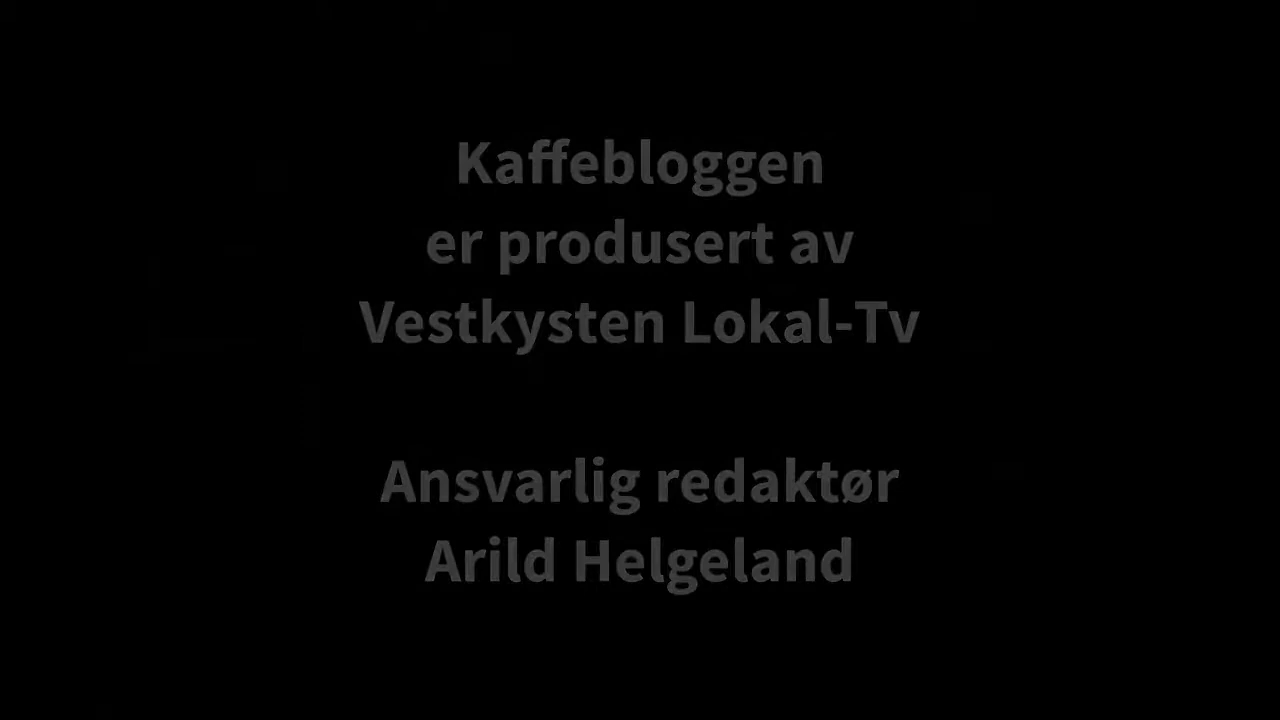 Kaffebloggen
er produsert av
Vestkysten Lokal-Tv
Ansvarlig redaktør
Arild Helgeland